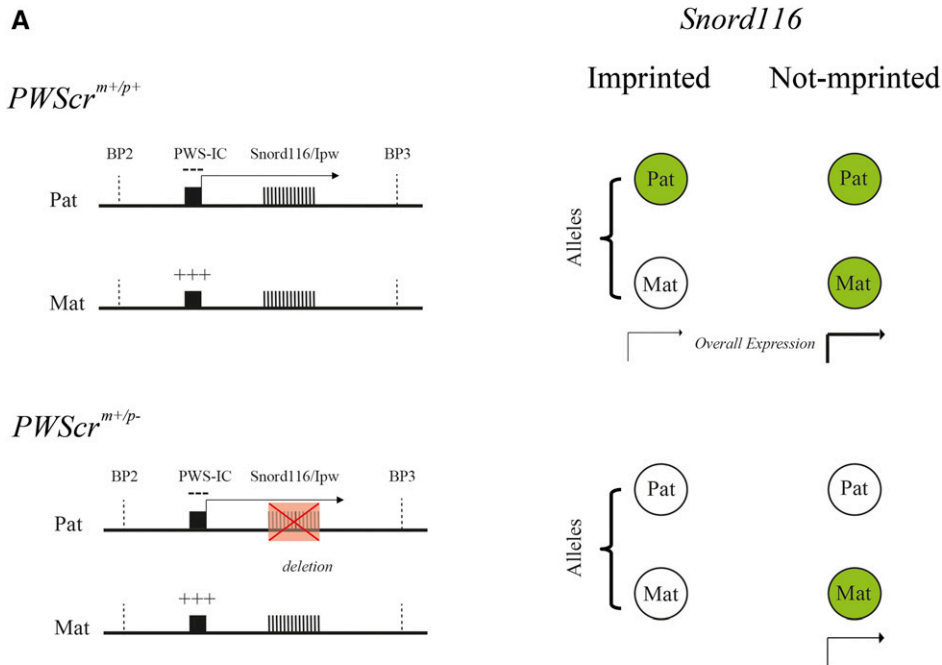 A
Snord116
Imprinted Not-mprinted
PWScr m+/p+
BP2 PWS-IC Snord116/Ipw BP3
---
Pat
+++
Mat
Alleles
Pat Pat
Mat Mat
Overall Expression
PWScr m+/p-
BP2 PWS-IC Snord116/Ipw BP3
----
Pat
deletion
+++
Mat
Alleles
Pat Pat
Mat Mat